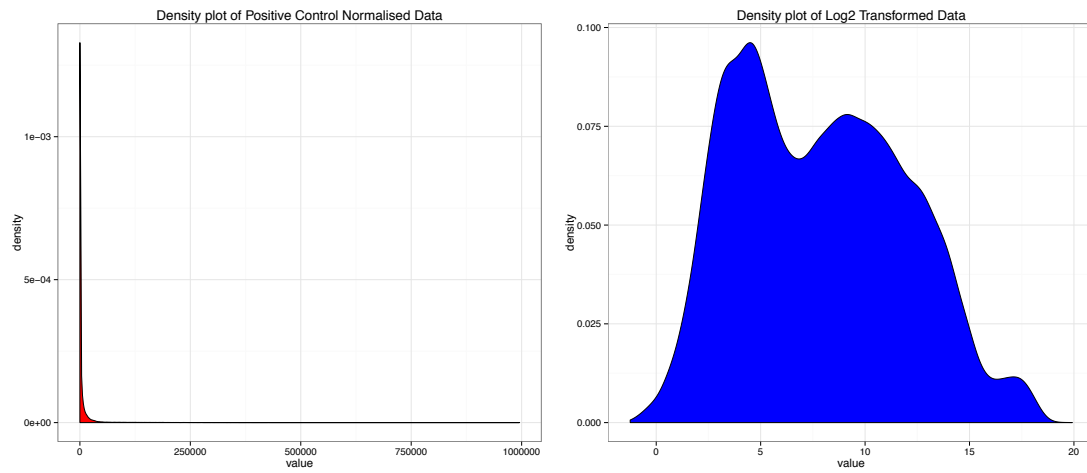 Density plot of Positive Control Normalised Data
density
1e−03
5e−04
0e+00
0
250000
500000
750000
1000000
value
Density plot of Log2 Transformed Data
density
0.100
0.075
0.050
0.025
0.000
0
5
10
15
20
value